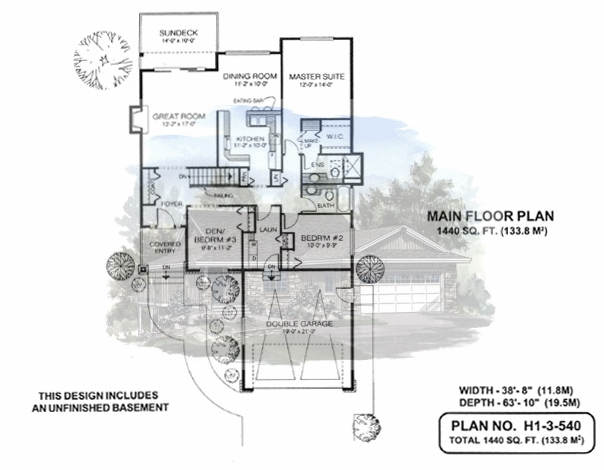 SUNDECK
14'-0" x 10'-0"
DINING ROOM
11'-2" x 10'-0"
MASTER SUITE
12'-0" x 14'-0"
EATING BAR
GREAT ROOM
13'-2" x 17'-0"
KITCHEN
11'-2" x 10'-0"
MAKE-
UP
W.I.C.
ENS
DN
RAILING
BATH
FOYER
MAIN FLOOR PLAN
1440 SQ. FT. (133.8 M²)
DEN/
BEDRM #3
9'-8" x 11'-2"
LAUN
BEDRM #2
10'-0" x 9'-9"
COVERED
ENTRY
W
D
DN
DN
DOUBLE GARAGE
19'-0" x 21'-0"
THIS DESIGN INCLUDES
AN UNFINISHED BASEMENT
WIDTH - 38'- 8" (11.8M)
DEPTH - 63'- 10" (19.5M)
PLAN NO. H1-3-540
TOTAL 1440 SQ. FT. (133.8 M²)